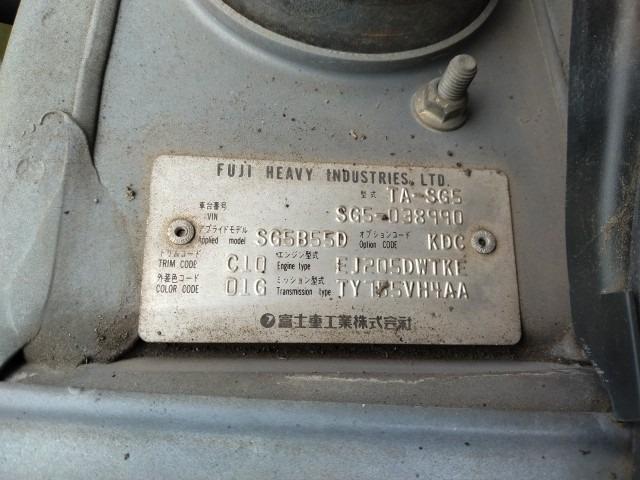 FUJI HEAVY INDUSTRIES, LTD.
型式 TA-SG5
車台番号 VIN SG5-038990
アプライドモデル Applied model SG5B55D オプションコード Option CODE KDC
トリムコード TRIM CODE C10 エンジン型式 Engine type EJ205DWTKE
外装色コード COLOR CODE 01G ミッション型式 Transmission type TY1 5VH4AA
富士重工業株式会社